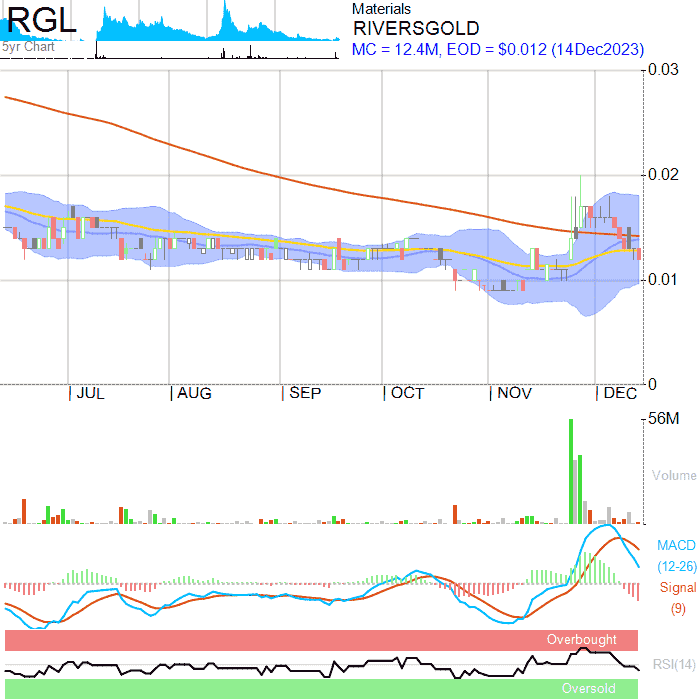 RGL
5yr Chart
Materials
RIVERSGOLD
MC = 12.4M, EOD = $0.012 (14Dec2023)
0.03
0.02
0.01
0
JUL
AUG
SEP
OCT
NOV
DEC
56M
Volume
MACD
(12-26)
Signal
(9)
Overbought
RSI(14)
Oversold